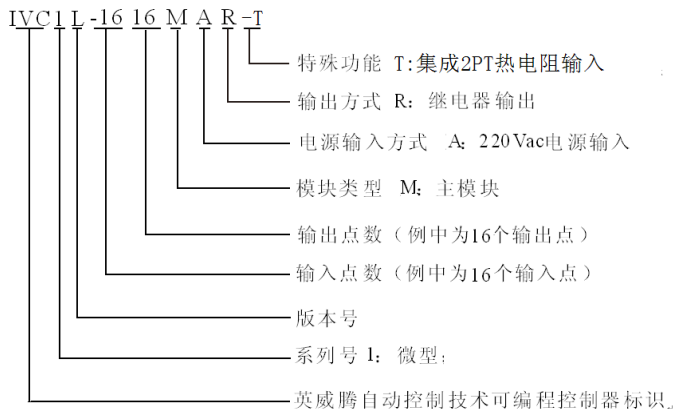 IVC1L-1616MAR-T
特殊功能 T:集成2PT热电阻输入
输出方式 R：继电器输出
电源输入方式 A：220Vac电源输入
模块类型 M：主模块
输出点数（例中为16个输出点）
输入点数（例中为16个输入点）
版本号
系列号 1：微型；
英威腾自动控制技术可编程控制器标识